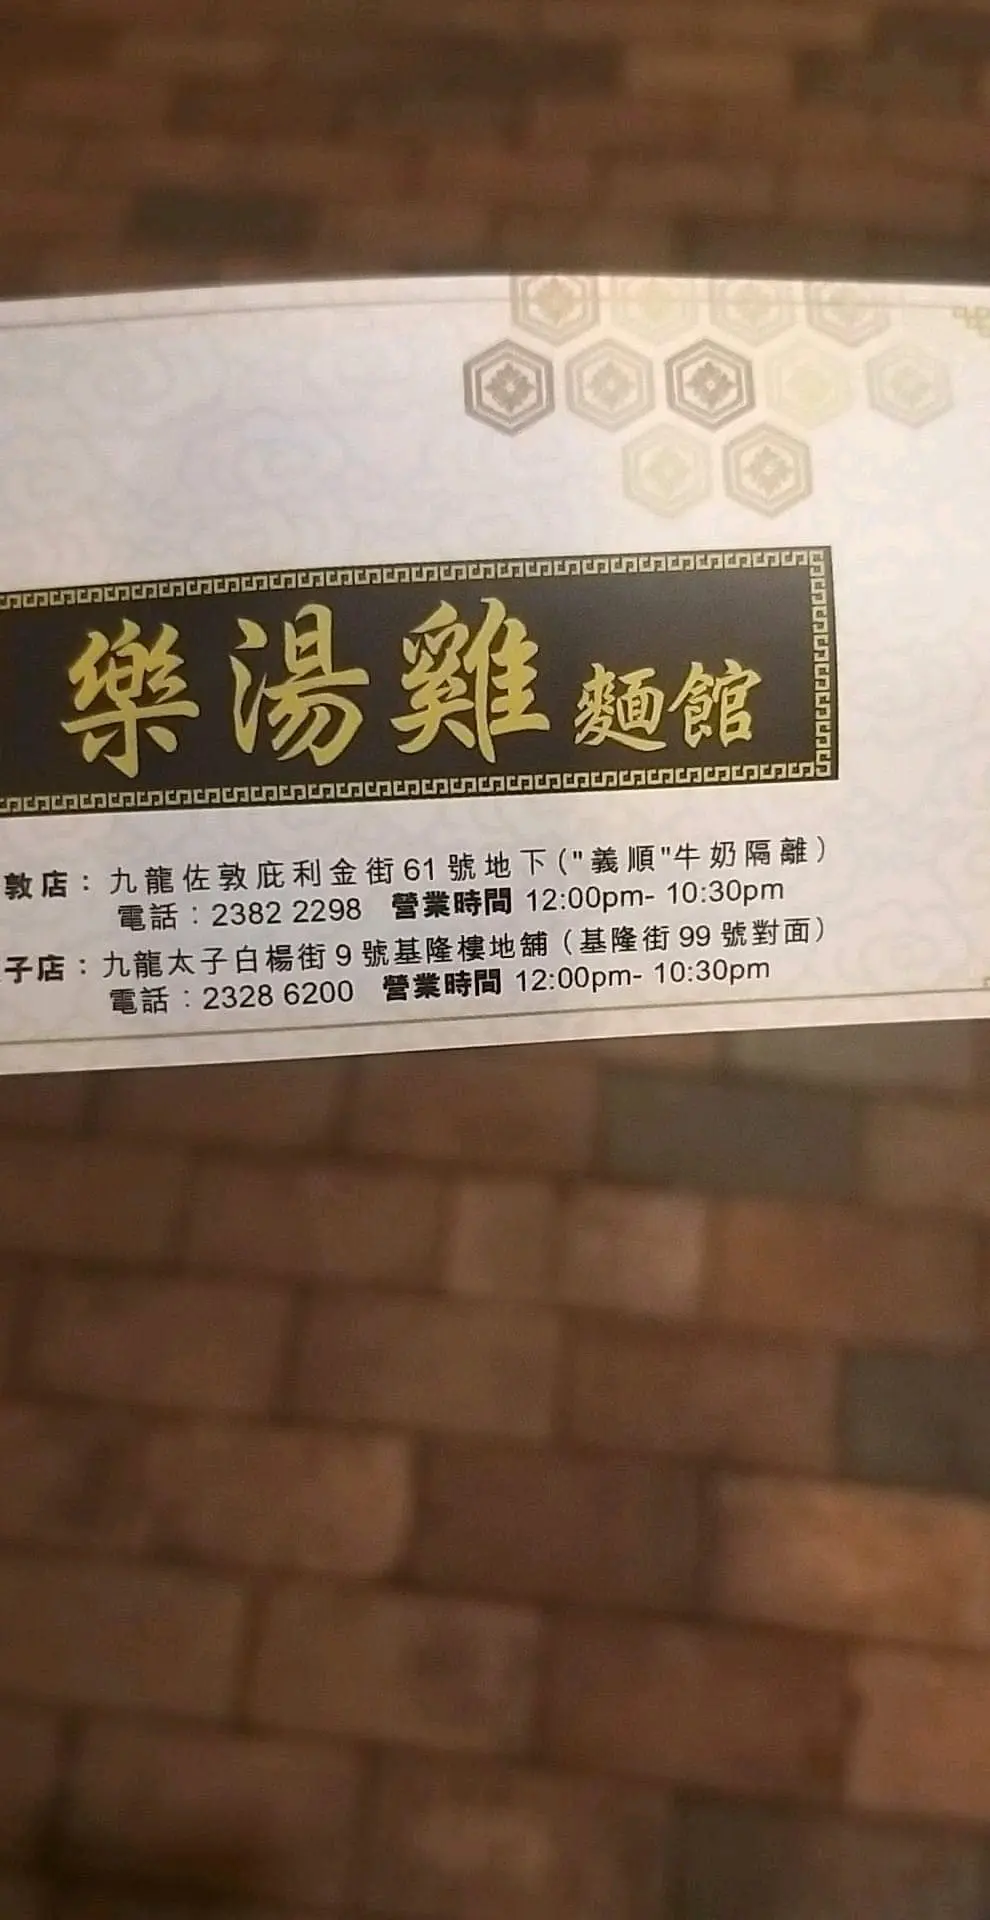 樂湯雞麵館
敦店：九龍佐敦庇利金街61號地下("義順"牛奶隔離)
電話：2382 2298 營業時間 12:00pm- 10:30pm
子店：九龍太子白楊街9號基隆樓地舖（基隆街99號對面）
電話：2328 6200 營業時間 12:00pm- 10:30pm